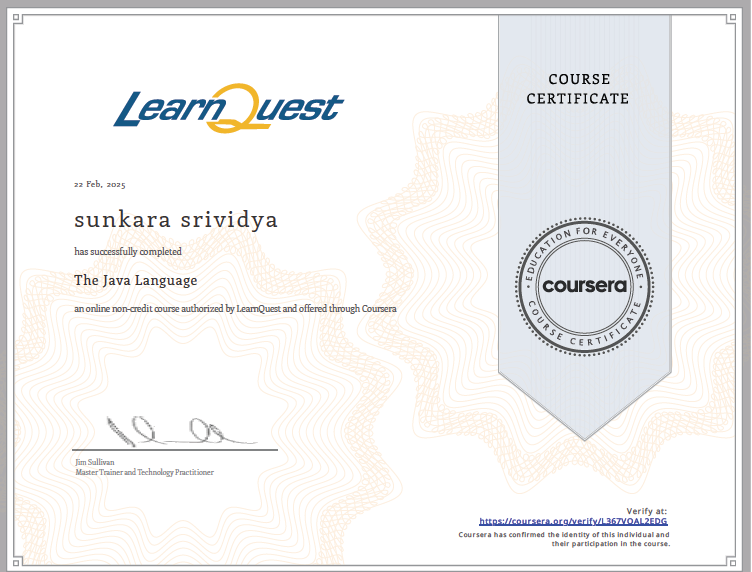 LearnQuest
COURSE
CERTIFICATE
22 Feb, 2025
sunkara srividya
has successfully completed
The Java Language
an online non-credit course authorized by LearnQuest and offered through Coursera
EDUCATION FOR EVERYONE
coursera
COURSE CERTIFICATE
Jim Sullivan
Master Trainer and Technology Practitioner
Verify at:
https://coursera.org/verify/L367VOAL2EDG
Coursera has confirmed the identity of this individual and
their participation in the course.